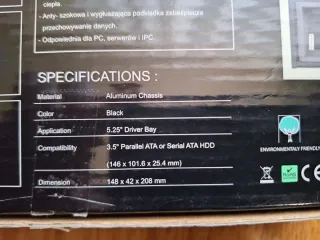 ciepła.
- Anty- szokowa i wygłuszająca podkładka zabezpiecza
przechowywanie danych.
- Odpowiednia dla PC, serwerów i IPC.
SPECIFICATIONS :
Material Aluminum Chassis
Color Black
Application 5.25" Driver Bay
Compatibility 3.5" Parallel ATA or Serial ATA HDD
(146 x 101.6 x 25.4 mm)
Dimension 148 x 42 x 208 mm
ENVIRONMENTALY FRIENDLY
CE